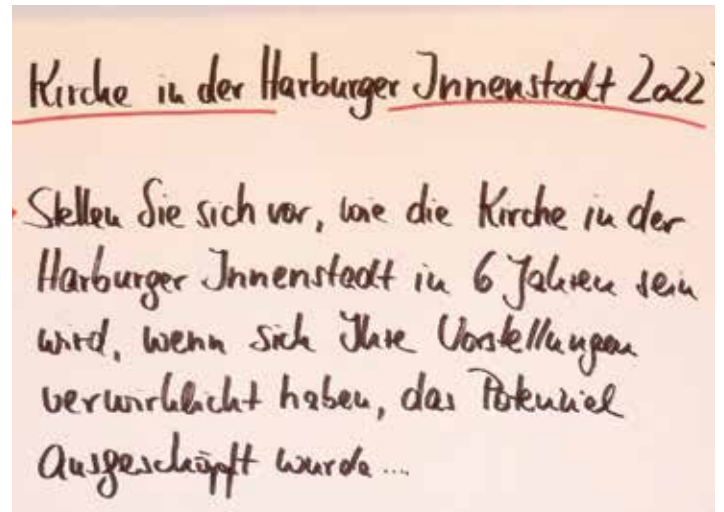 Kirche in der Harburger Innenstadt 2022
Stellen Sie sich vor, wie die Kirche in der
Harburger Innenstadt in 6 Jahren sein
wird, wenn sich Ihre Vorstellungen
verwirklicht haben, das Potenzial
Ausgeschöpft wurde...